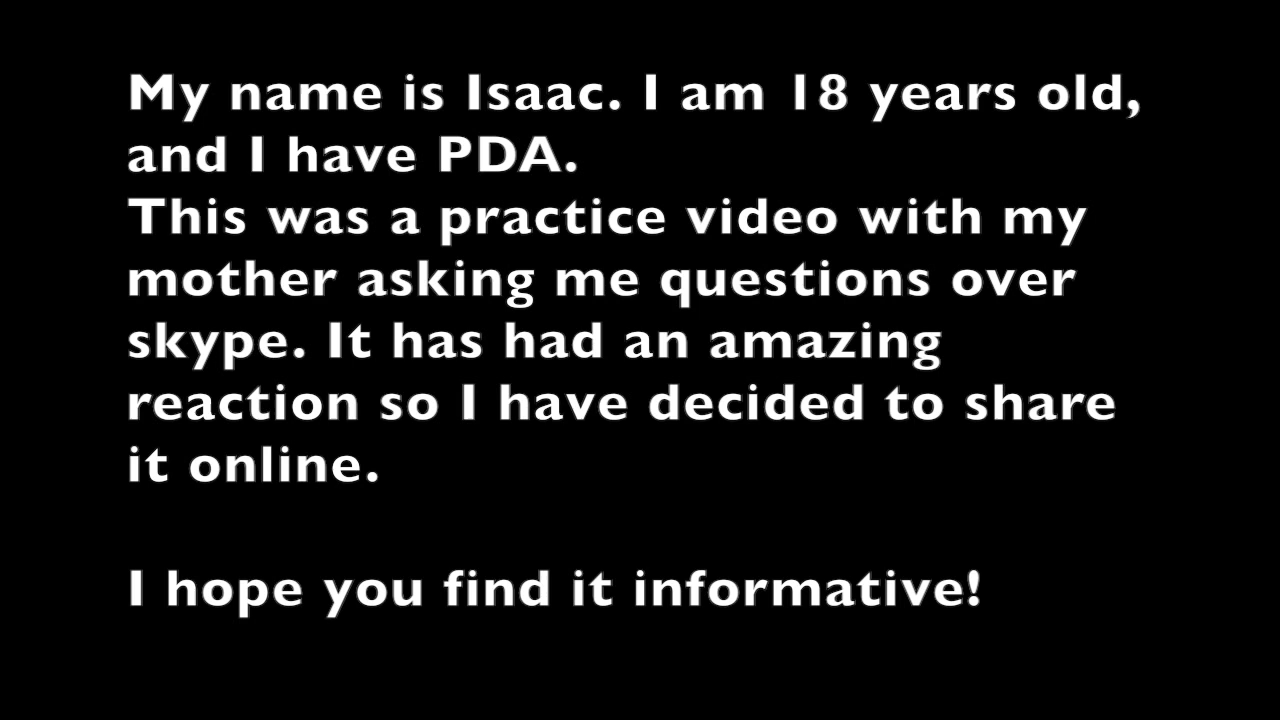 My name is Isaac. I am 18 years old,
and I have PDA.
This was a practice video with my
mother asking me questions over
skype. It has had an amazing
reaction so I have decided to share
it online.
I hope you find it informative!